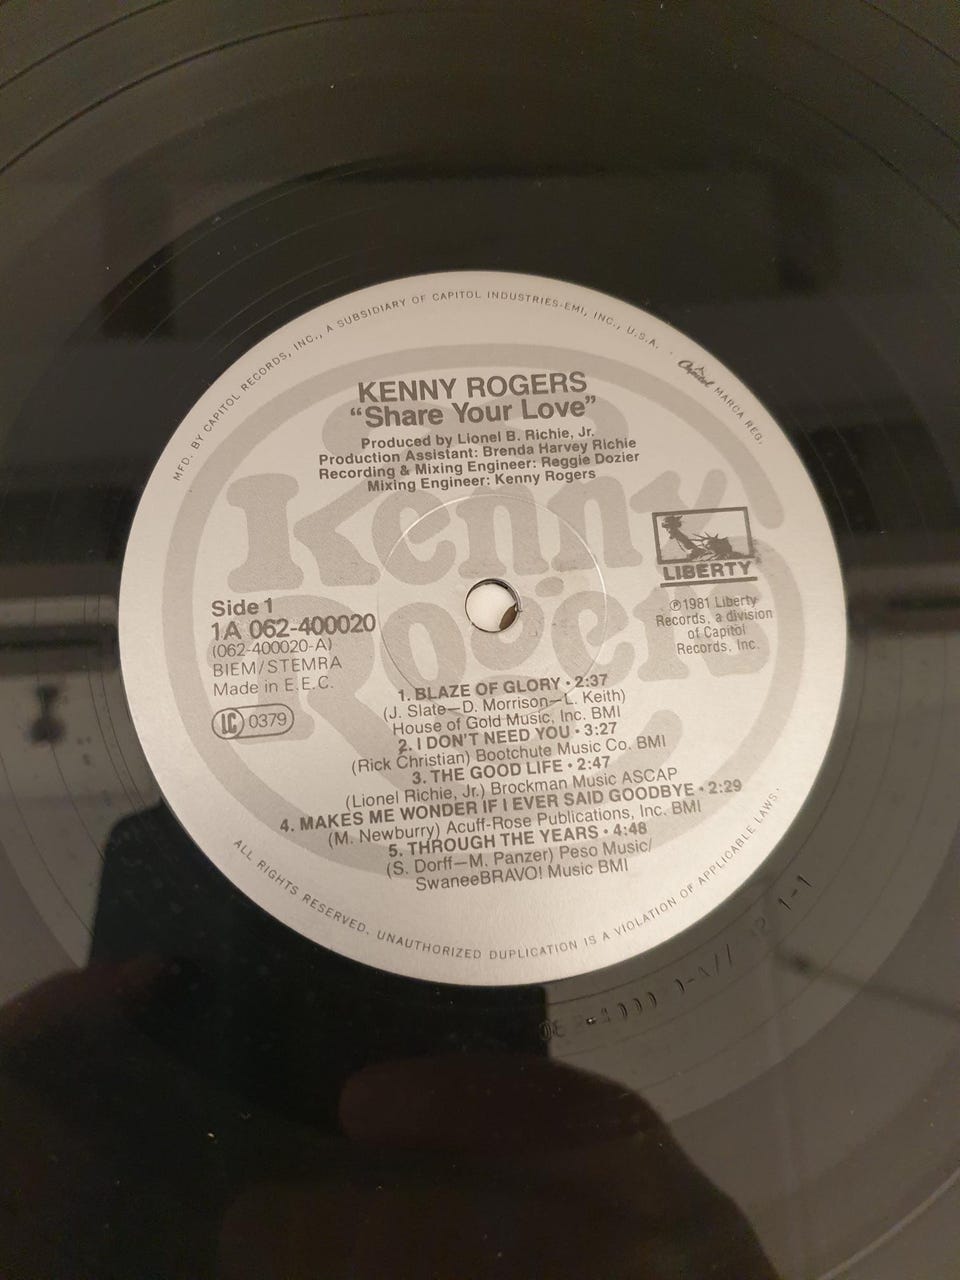 MFD. BY CAPITOL RECORDS, INC., A SUBSIDIARY OF CAPITOL INDUSTRIES-EMI, INC., U.S.A. · Capitol MARCA REG.
KENNY ROGERS
“Share Your Love”
Produced by Lionel B. Richie, Jr.
Production Assistant: Brenda Harvey Richie
Recording & Mixing Engineer: Reggie Dozier
Mixing Engineer: Kenny Rogers
Kenny
Rogers
LIBERTY
Ⓟ1981 Liberty
Records, a division
of Capitol
Records, Inc.
Side 1
1A 062-400020
(062-400020-A)
BIEM/STEMRA
Made in E.E.C.
LC 0379
1. BLAZE OF GLORY • 2:37
(J. Slate—D. Morrison—L. Keith)
House of Gold Music, Inc. BMI
2. I DON'T NEED YOU • 3:27
(Rick Christian) Bootchute Music Co. BMI
3. THE GOOD LIFE • 2:47
(Lionel Richie, Jr.) Brockman Music ASCAP
4. MAKES ME WONDER IF I EVER SAID GOODBYE • 2:29
(M. Newburry) Acuff-Rose Publications, Inc. BMI
5. THROUGH THE YEARS • 4:48
(S. Dorff—M. Panzer) Peso Music/
SwaneeBRAVO! Music BMI
ALL RIGHTS RESERVED. UNAUTHORIZED DUPLICATION IS A VIOLATION OF APPLICABLE LAWS.